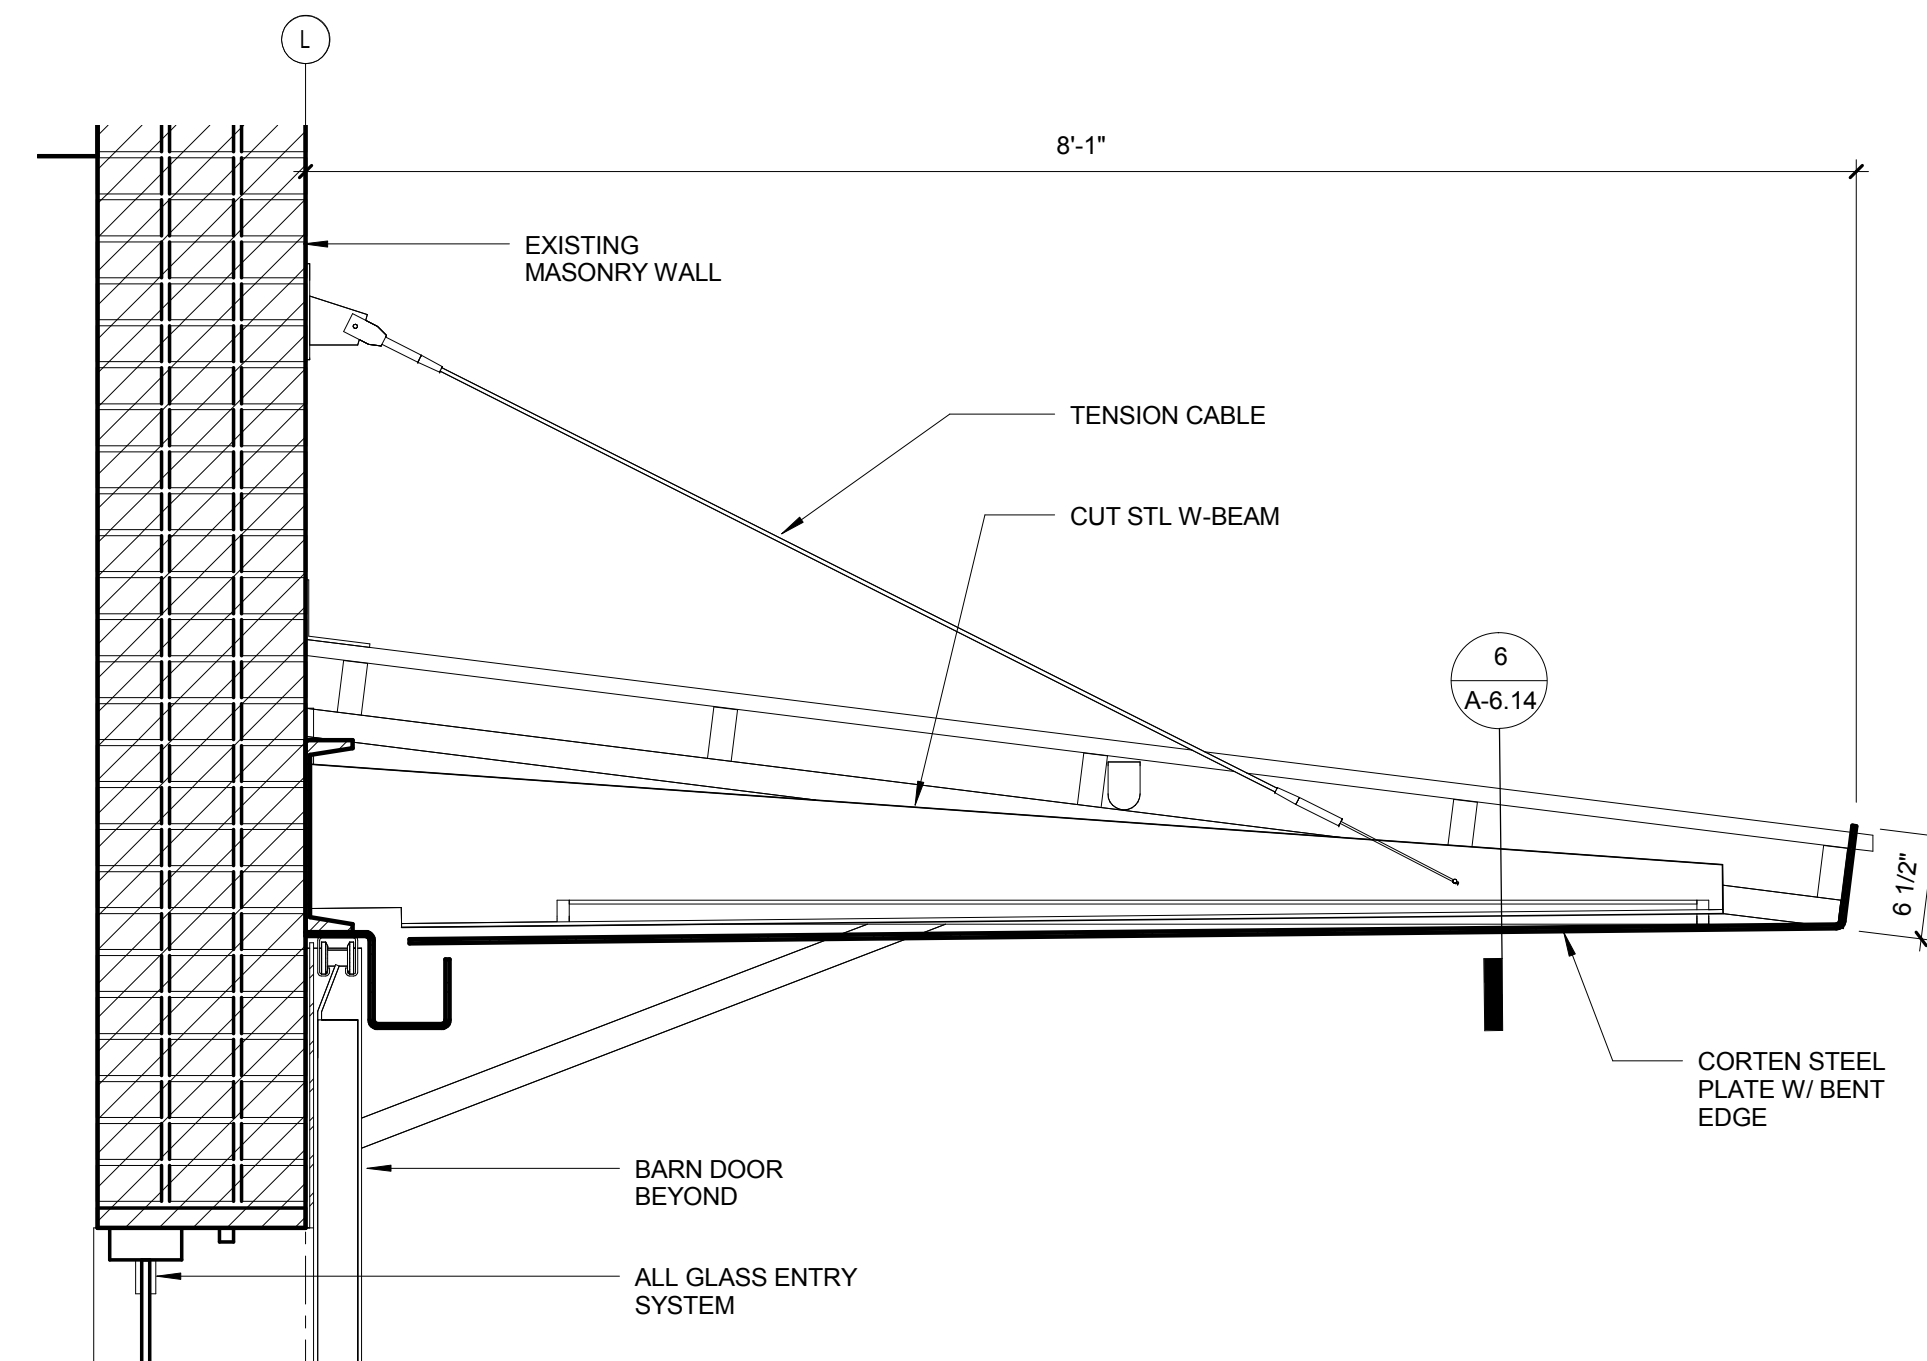 L
8'-1"
EXISTING
MASONRY WALL
TENSION CABLE
CUT STL W-BEAM
6
A-6.14
6 1/2"
CORTEN STEEL
PLATE W/ BENT
EDGE
BARN DOOR
BEYOND
ALL GLASS ENTRY
SYSTEM